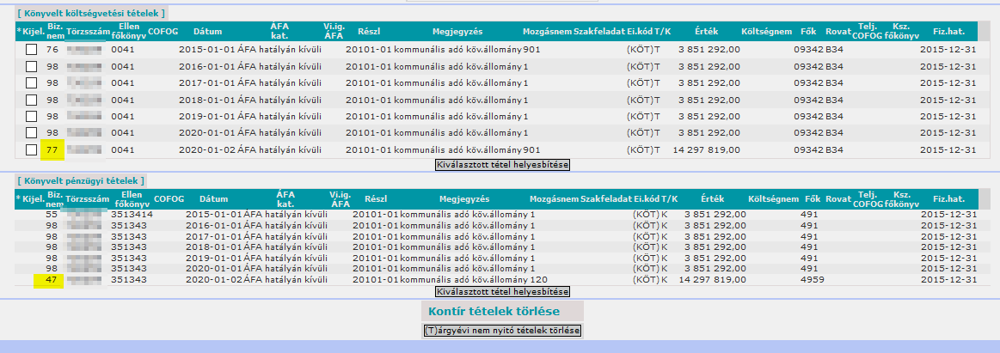 [ Könyvelt költségvetési tételek ]
* Kijel. Biz. nem Törzsszám Ellen főkönyv COFOG Dátum ÁFA kat. Vi.ig. ÁFA Részl Megjegyzés Mozgásnem Szakfeladat Ei.kód T/K Érték Költségnem Fők Rovat Telj. COFOG Ksz. főkönyv Fiz.hat.
76 0041 2015-01-01 ÁFA hatályán kívüli 20101-01 kommunális adó köv.állomány 901 (KÖT) T 3 851 292,00 09342 B34 2015-12-31
98 0041 2016-01-01 ÁFA hatályán kívüli 20101-01 kommunális adó köv.állomány 1 (KÖT) T 3 851 292,00 09342 B34 2015-12-31
98 0041 2017-01-01 ÁFA hatályán kívüli 20101-01 kommunális adó köv.állomány 1 (KÖT) T 3 851 292,00 09342 B34 2015-12-31
98 0041 2018-01-01 ÁFA hatályán kívüli 20101-01 kommunális adó köv.állomány 1 (KÖT) T 3 851 292,00 09342 B34 2015-12-31
98 0041 2019-01-01 ÁFA hatályán kívüli 20101-01 kommunális adó köv.állomány 1 (KÖT) T 3 851 292,00 09342 B34 2015-12-31
98 0041 2020-01-01 ÁFA hatályán kívüli 20101-01 kommunális adó köv.állomány 1 (KÖT) T 3 851 292,00 09342 B34 2015-12-31
77 0041 2020-01-02 ÁFA hatályán kívüli 20101-01 kommunális adó köv.állomány 901 (KÖT) T 14 297 819,00 09342 B34 2015-12-31
Kiválasztott tétel helyesbítése
[ Könyvelt pénzügyi tételek ]
* Kijel. Biz. nem Törzsszám Ellen főkönyv COFOG Dátum ÁFA kat. Vi.ig. ÁFA Részl Megjegyzés Mozgásnem Szakfeladat Ei.kód T/K Érték Költségnem Fők Rovat Telj. COFOG Ksz. főkönyv Fiz.hat.
55 3513414 2015-01-01 ÁFA hatályán kívüli 20101-01 kommunális adó köv.állomány 1 (KÖT) K 3 851 292,00 491 2015-12-31
98 351343 2016-01-01 ÁFA hatályán kívüli 20101-01 kommunális adó köv.állomány 1 (KÖT) K 3 851 292,00 491 2015-12-31
98 351343 2017-01-01 ÁFA hatályán kívüli 20101-01 kommunális adó köv.állomány 1 (KÖT) K 3 851 292,00 491 2015-12-31
98 351343 2018-01-01 ÁFA hatályán kívüli 20101-01 kommunális adó köv.állomány 1 (KÖT) K 3 851 292,00 491 2015-12-31
98 351343 2019-01-01 ÁFA hatályán kívüli 20101-01 kommunális adó köv.állomány 1 (KÖT) K 3 851 292,00 491 2015-12-31
98 351343 2020-01-01 ÁFA hatályán kívüli 20101-01 kommunális adó köv.állomány 1 (KÖT) K 3 851 292,00 491 2015-12-31
47 351343 2020-01-02 ÁFA hatályán kívüli 20101-01 kommunális adó köv.állomány 120 (KÖT) K 14 297 819,00 4959 2015-12-31
Kiválasztott tétel helyesbítése
Kontír tételek törlése
(T)árgyévi nem nyitó tételek törlése